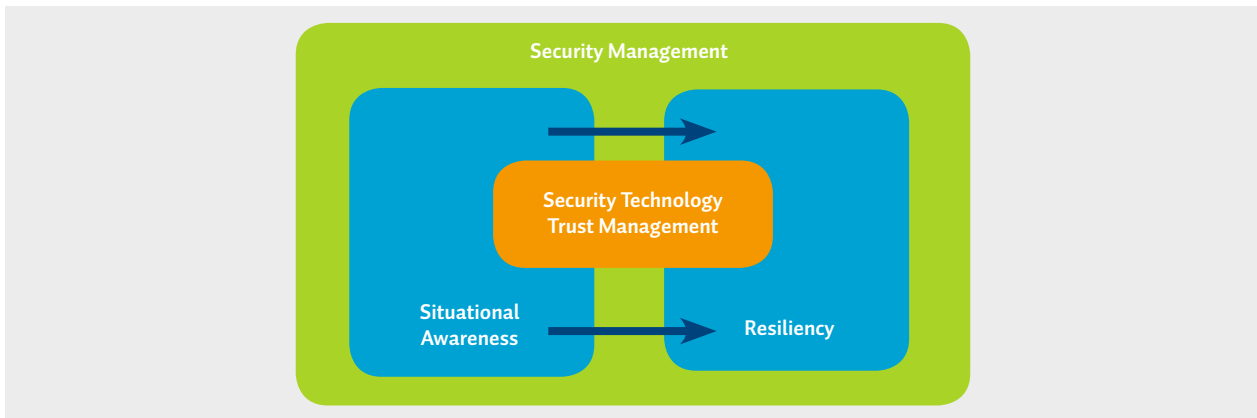 Security Management
Security Technology
Trust Management
Situational
Awareness
Resiliency